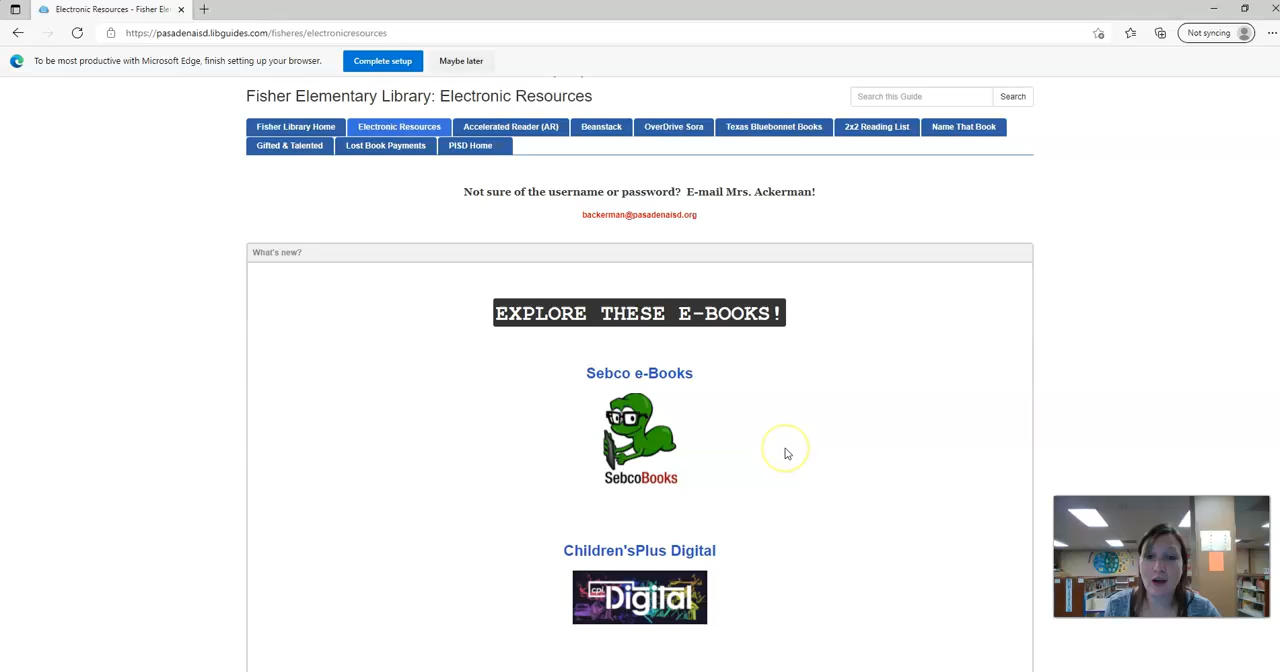 Electronic Resources - Fisher Ele
https://pasadenaisd.libguides.com/fisheres/electronicresources
Not syncing
To be most productive with Microsoft Edge, finish setting up your browser.
Complete setup
Maybe later
Fisher Elementary Library: Electronic Resources
Search this Guide
Search
Fisher Library Home
Electronic Resources
Accelerated Reader (AR)
Beanstack
OverDrive Sora
Texas Bluebonnet Books
2x2 Reading List
Name That Book
Gifted & Talented
Lost Book Payments
PISD Home
Not sure of the username or password? E-mail Mrs. Ackerman!
backerman@pasadenaisd.org
What's new?
EXPLORE THESE E-BOOKS!
Sebco e-Books
SebcoBooks
Children'sPlus Digital
cpi
Digital